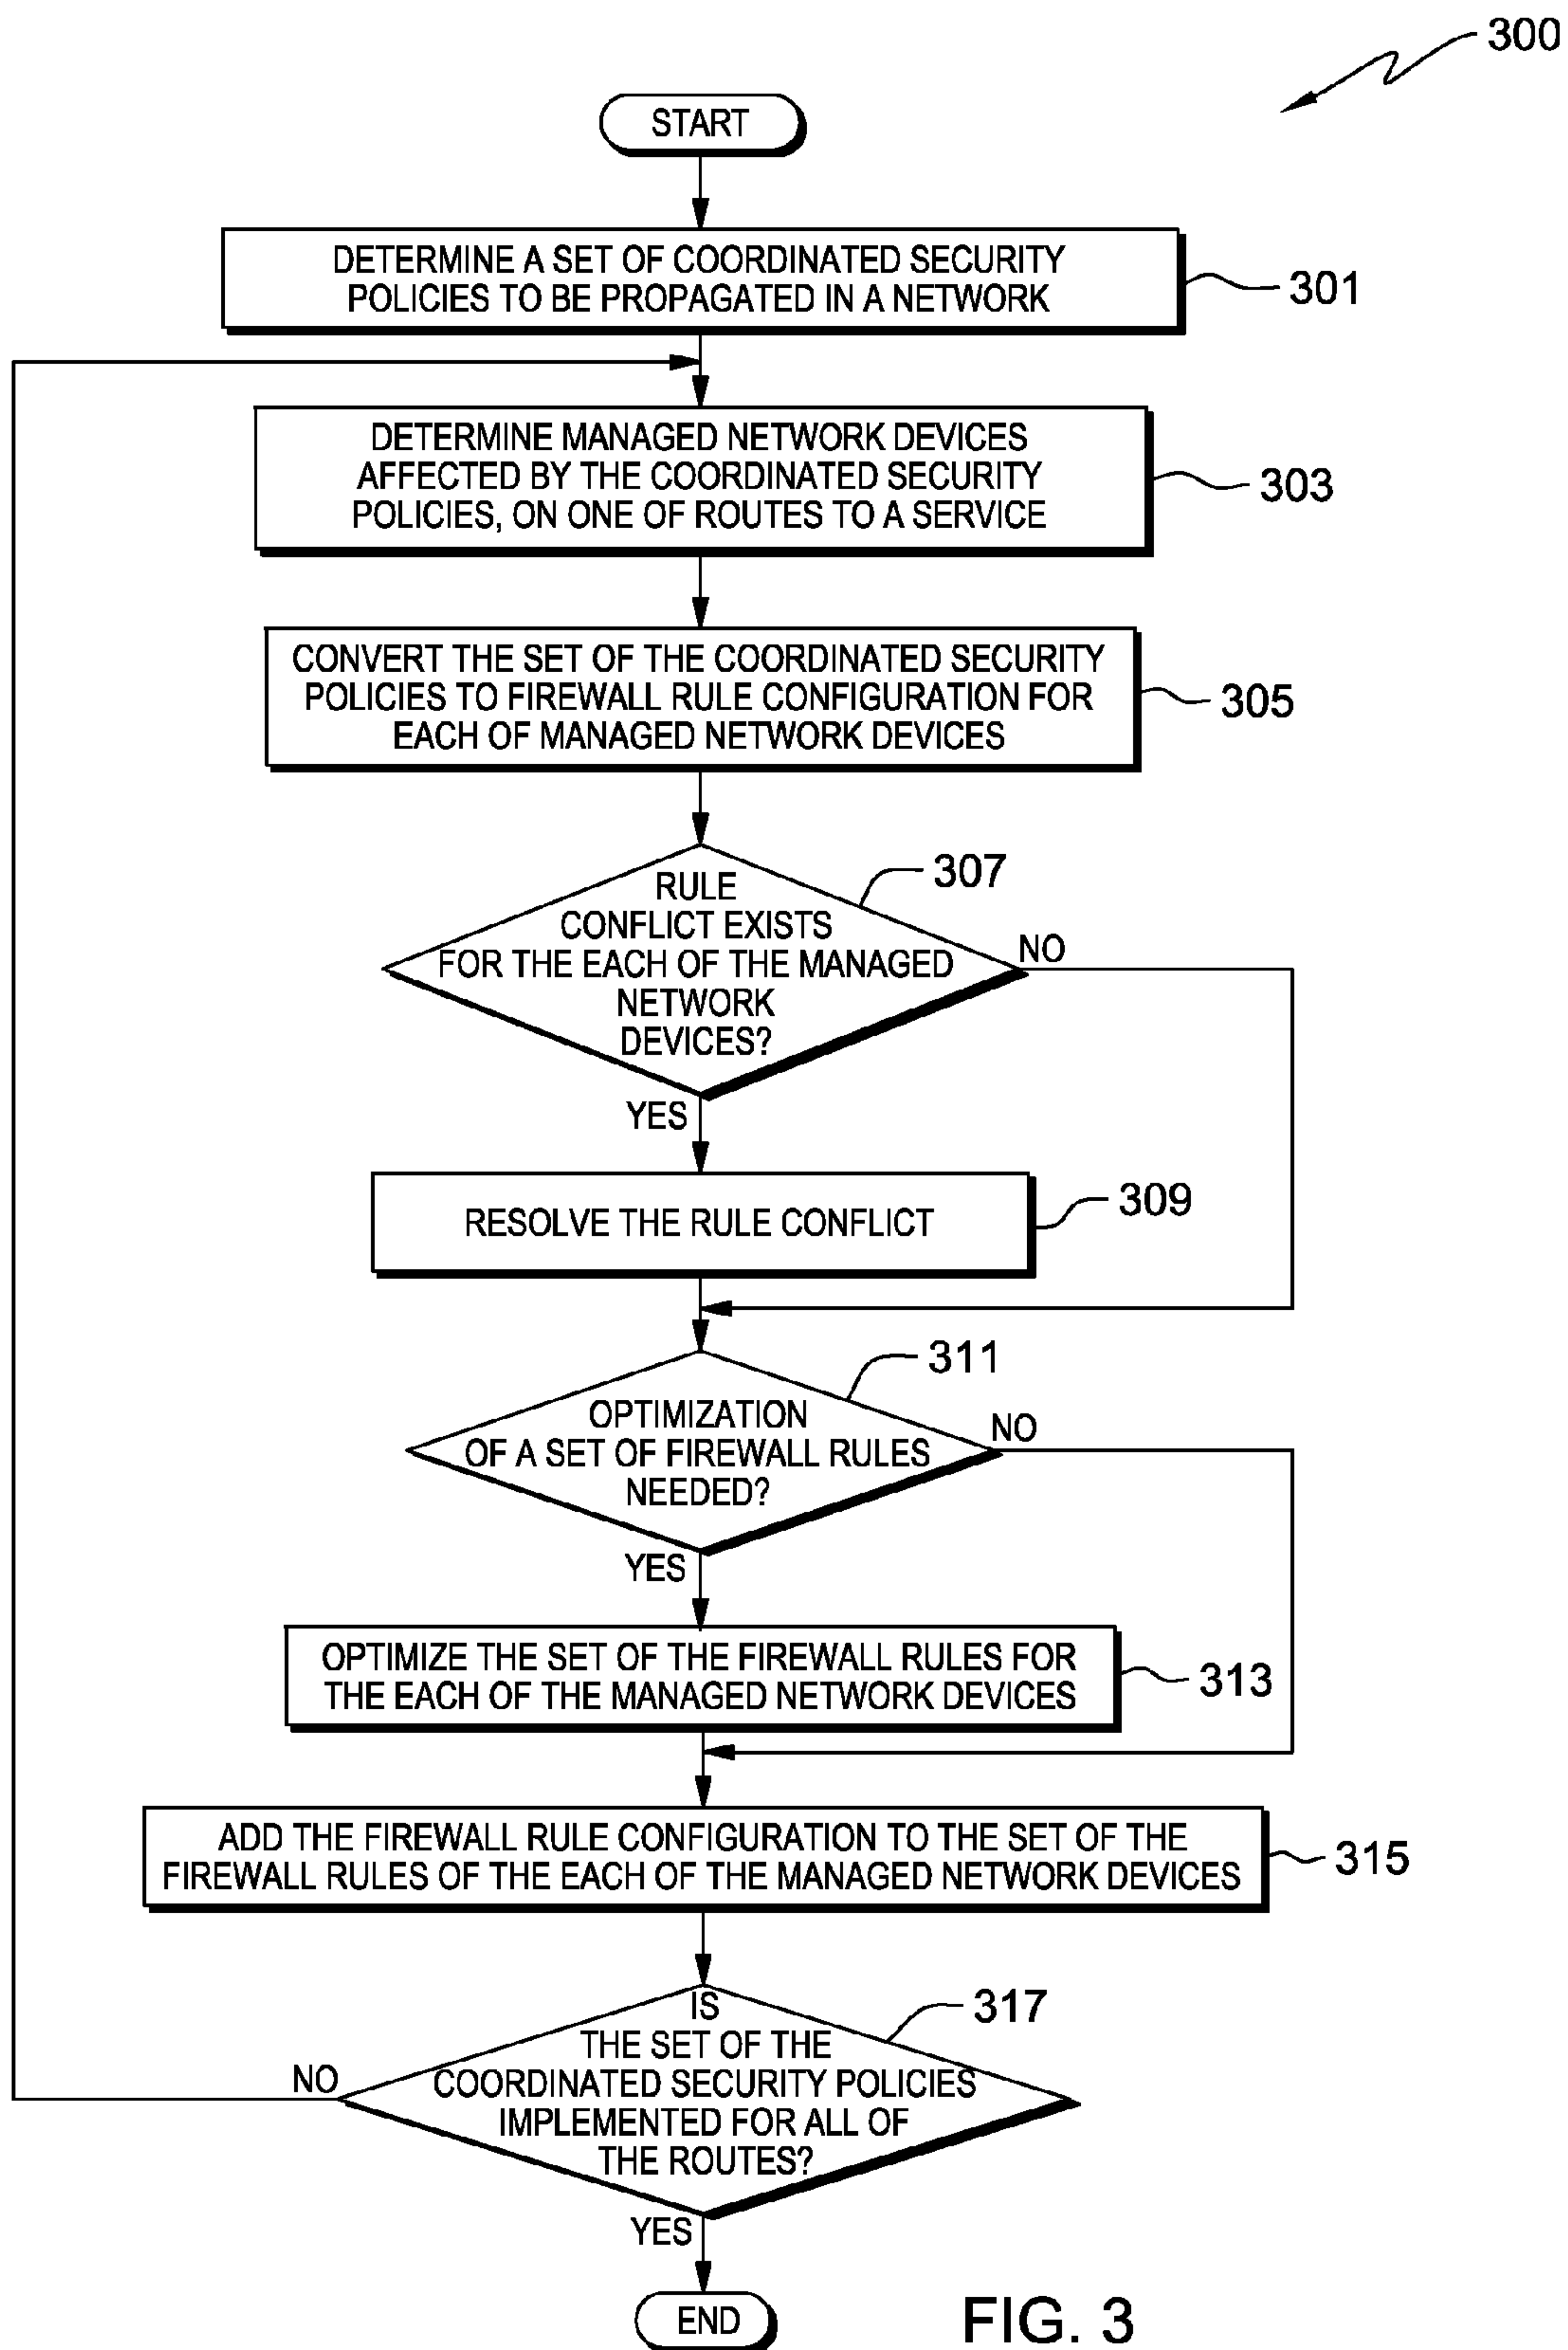 300
START
DETERMINE A SET OF COORDINATED SECURITY
POLICIES TO BE PROPAGATED IN A NETWORK
301
DETERMINE MANAGED NETWORK DEVICES
AFFECTED BY THE COORDINATED SECURITY
POLICIES, ON ONE OF ROUTES TO A SERVICE
303
CONVERT THE SET OF THE COORDINATED SECURITY
POLICIES TO FIREWALL RULE CONFIGURATION FOR
EACH OF MANAGED NETWORK DEVICES
305
RULE
CONFLICT EXISTS
FOR THE EACH OF THE MANAGED
NETWORK
DEVICES?
307
NO
YES
RESOLVE THE RULE CONFLICT
309
OPTIMIZATION
OF A SET OF FIREWALL RULES
NEEDED?
311
NO
YES
OPTIMIZE THE SET OF THE FIREWALL RULES FOR
THE EACH OF THE MANAGED NETWORK DEVICES
313
ADD THE FIREWALL RULE CONFIGURATION TO THE SET OF THE
FIREWALL RULES OF THE EACH OF THE MANAGED NETWORK DEVICES
315
IS
THE SET OF THE
COORDINATED SECURITY POLICIES
IMPLEMENTED FOR ALL OF
THE ROUTES?
317
NO
YES
END
FIG. 3